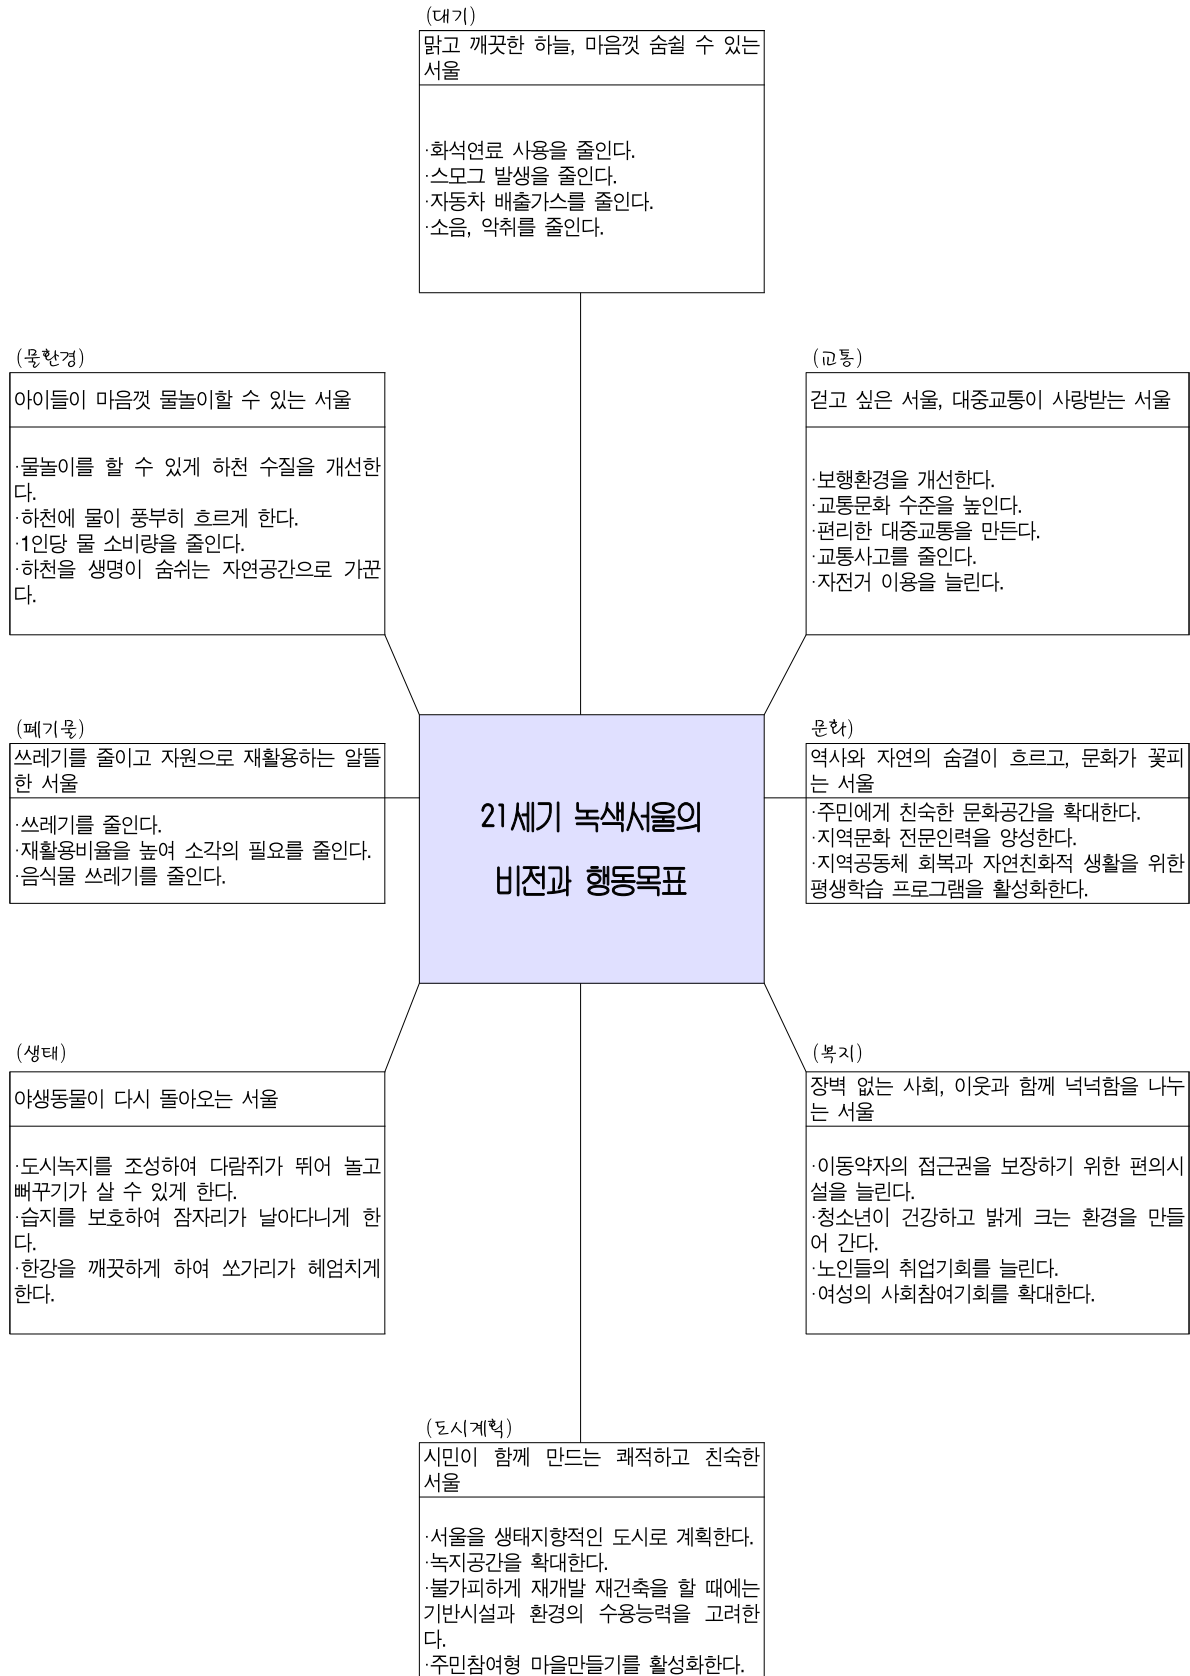 (대기)
맑고 깨끗한 하늘, 마음껏 숨쉴 수 있는
서울
·화석연료 사용을 줄인다.
·스모그 발생을 줄인다.
·자동차 배출가스를 줄인다.
·소음, 악취를 줄인다.
(물환경)
아이들이 마음껏 물놀이할 수 있는 서울
·물놀이를 할 수 있게 하천 수질을 개선한
다.
·하천에 물이 풍부히 흐르게 한다.
·1인당 물 소비량을 줄인다.
·하천을 생명이 숨쉬는 자연공간으로 가꾼
다.
(교통)
걷고 싶은 서울, 대중교통이 사랑받는 서울
·보행환경을 개선한다.
·교통문화 수준을 높인다.
·편리한 대중교통을 만든다.
·교통사고를 줄인다.
·자전거 이용을 늘린다.
(폐기물)
쓰레기를 줄이고 자원으로 재활용하는 알뜰
한 서울
·쓰레기를 줄인다.
·재활용비율을 높여 소각의 필요를 줄인다.
·음식물 쓰레기를 줄인다.
21세기 녹색서울의
비전과 행동목표
문화)
역사와 자연의 숨결이 흐르고, 문화가 꽃피
는 서울
·주민에게 친숙한 문화공간을 확대한다.
·지역문화 전문인력을 양성한다.
·지역공동체 회복과 자연친화적 생활을 위한
평생학습 프로그램을 활성화한다.
(생태)
야생동물이 다시 돌아오는 서울
·도시녹지를 조성하여 다람쥐가 뛰어 놀고
뻐꾸기가 살 수 있게 한다.
·습지를 보호하여 잠자리가 날아다니게 한
다.
·한강을 깨끗하게 하여 쏘가리가 헤엄치게
한다.
(복지)
장벽 없는 사회, 이웃과 함께 넉넉함을 나누
는 서울
·이동약자의 접근권을 보장하기 위한 편의시
설을 늘린다.
·청소년이 건강하고 밝게 크는 환경을 만들
어 간다.
·노인들의 취업기회를 늘린다.
·여성의 사회참여기회를 확대한다.
(도시계획)
시민이 함께 만드는 쾌적하고 친숙한
서울
·서울을 생태지향적인 도시로 계획한다.
·녹지공간을 확대한다.
·불가피하게 재개발 재건축을 할 때에는
기반시설과 환경의 수용능력을 고려한
다.
·주민참여형 마을만들기를 활성화한다.